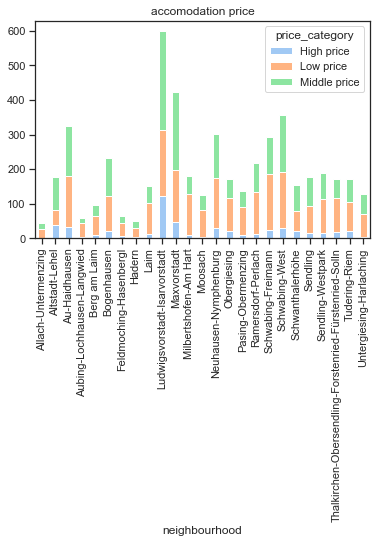 accomodation price
600
500
400
300
200
100
0
price_category
High price
Low price
Middle price
Allach-Untermenzing
Altstadt-Lehel
Au-Haidhausen
Aubing-Lochhausen-Langwied
Berg am Laim
Bogenhausen
Feldmoching-Hasenbergl
Hadern
Laim
Ludwigsvorstadt-Isarvorstadt
Maxvorstadt
Milbertshofen-Am Hart
Moosach
Neuhausen-Nymphenburg
Obergiesing
Pasing-Obermenzing
Ramersdorf-Perlach
Schwabing-Freimann
Schwabing-West
Schwanthalerhöhe
Sendling
Sendling-Westpark
Thalkirchen-Obersendling-Forstenried-Fürstenried-Solln
Tudering-Riem
Untergiesing-Harlaching
neighbourhood